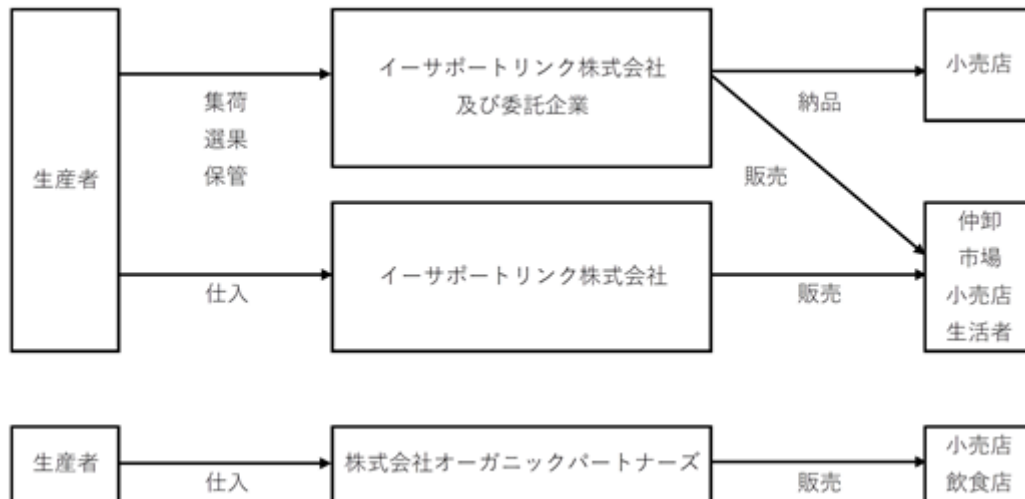 生産者
集荷
選果
保管
イーサポートリンク株式会社
及び委託企業
納品
小売店
販売
仕入
イーサポートリンク株式会社
販売
仲卸
市場
小売店
生活者
生産者
仕入
株式会社オーガニックパートナーズ
販売
小売店
飲食店